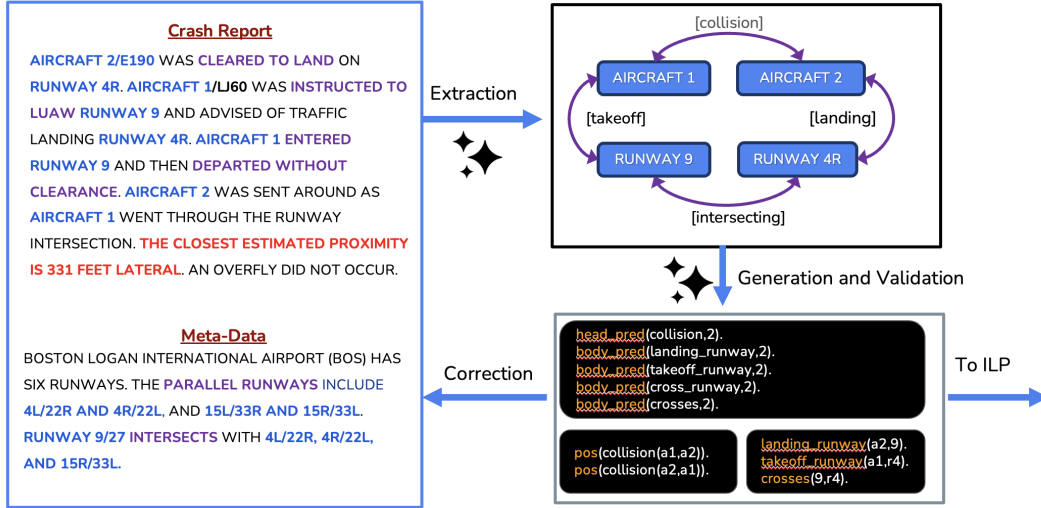 Crash Report
AIRCRAFT 2/E190 WAS CLEARED TO LAND ON
RUNWAY 4R. AIRCRAFT 1/LJ60 WAS INSTRUCTED TO
LUAW RUNWAY 9 AND ADVISED OF TRAFFIC
LANDING RUNWAY 4R. AIRCRAFT 1 ENTERED
RUNWAY 9 AND THEN DEPARTED WITHOUT
CLEARANCE. AIRCRAFT 2 WAS SENT AROUND AS
AIRCRAFT 1 WENT THROUGH THE RUNWAY
INTERSECTION. THE CLOSEST ESTIMATED PROXIMITY
IS 331 FEET LATERAL. AN OVERFLY DID NOT OCCUR.
Meta-Data
BOSTON LOGAN INTERNATIONAL AIRPORT (BOS) HAS
SIX RUNWAYS. THE PARALLEL RUNWAYS INCLUDE
4L/22R AND 4R/22L, AND 15L/33R AND 15R/33L.
RUNWAY 9/27 INTERSECTS WITH 4L/22R, 4R/22L,
AND 15R/33L.
Extraction
[collision]
AIRCRAFT 1
AIRCRAFT 2
[takeoff]
[landing]
RUNWAY 9
RUNWAY 4R
[intersecting]
Generation and Validation
head_pred(collision,2).
body_pred(landing_runway,2).
body_pred(takeoff_runway,2).
body_pred(cross_runway,2).
body_pred(crosses,2).
pos(collision(a1,a2)).
pos(collision(a2,a1)).
landing_runway(a2,9).
takeoff_runway(a1,r4).
crosses(9,r4).
Correction
To ILP